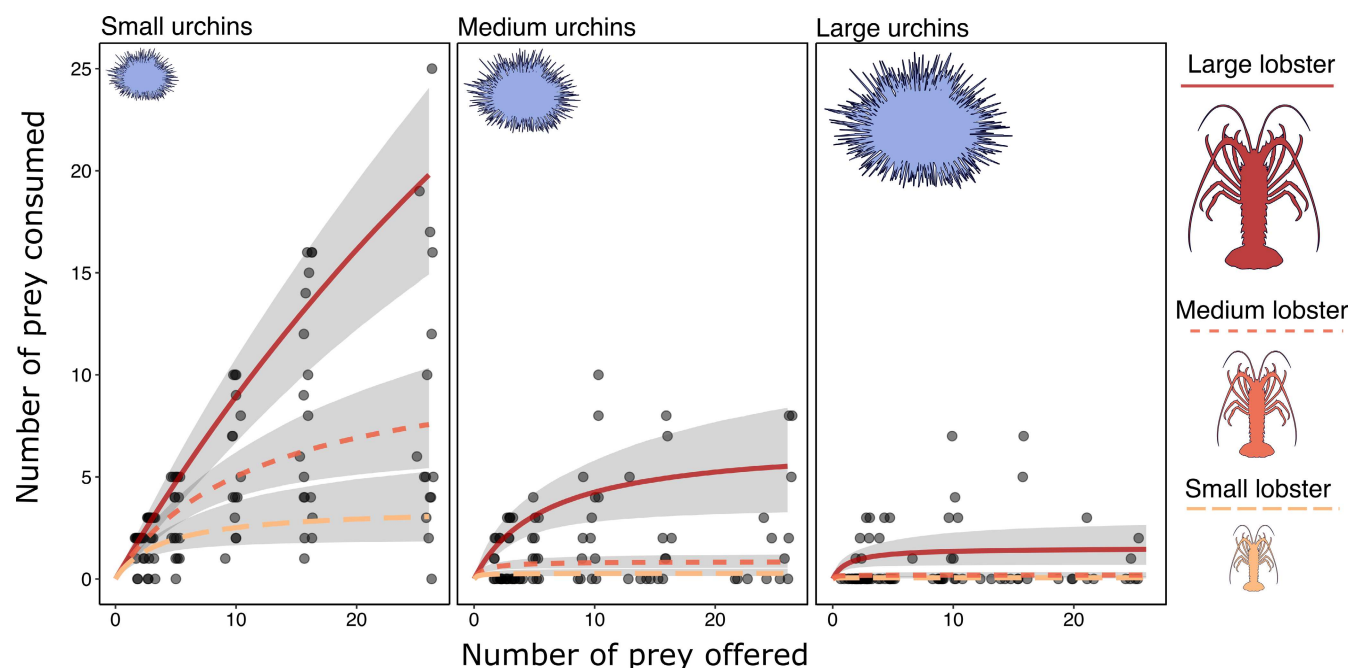 Small urchins
Medium urchins
Large urchins
Large lobster
Medium lobster
Small lobster
Number of prey consumed
25
20
15
10
5
0
0 10 20
0 10 20
0 10 20
Number of prey offered